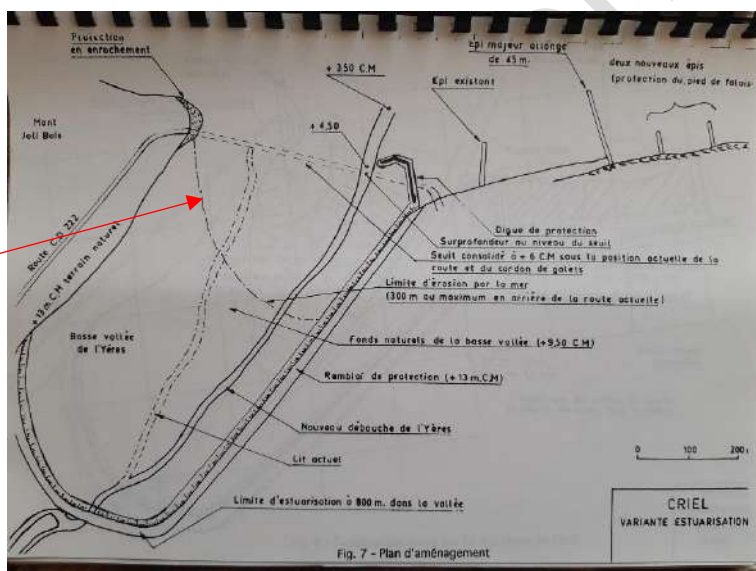 Protection
en enrochement
Mont
Joli Bois
+ 3.50 C.M
+ 4,50
Epi existant
Epi majeur allongé
de 45 m.
deux nouveaux épis
(protection du pied de falais
Route C.D 222
+ 13 m. C.M terrain naturel
Digue de protection
Surprofondeur au niveau du seuil
Seuil consolidé à + 6 C.M sous la position actuelle de la
route et du cordon de galets
Limite d'érosion par la mer
(300 m au maximum en arrière de la route actuelle)
Basse vallée
de l'Yères
Fonds naturels de la basse vallée (+9,50 C.M)
Remblai de protection (+ 13 m. C.M)
Nouveau débouché de l'Yères
Lit actuel
Limite d'estuarisation à 800 m. dans la vallée
0 100 200
CRIEL
VARIANTE ESTUARISATION
Fig. 7 - Plan d'aménagement